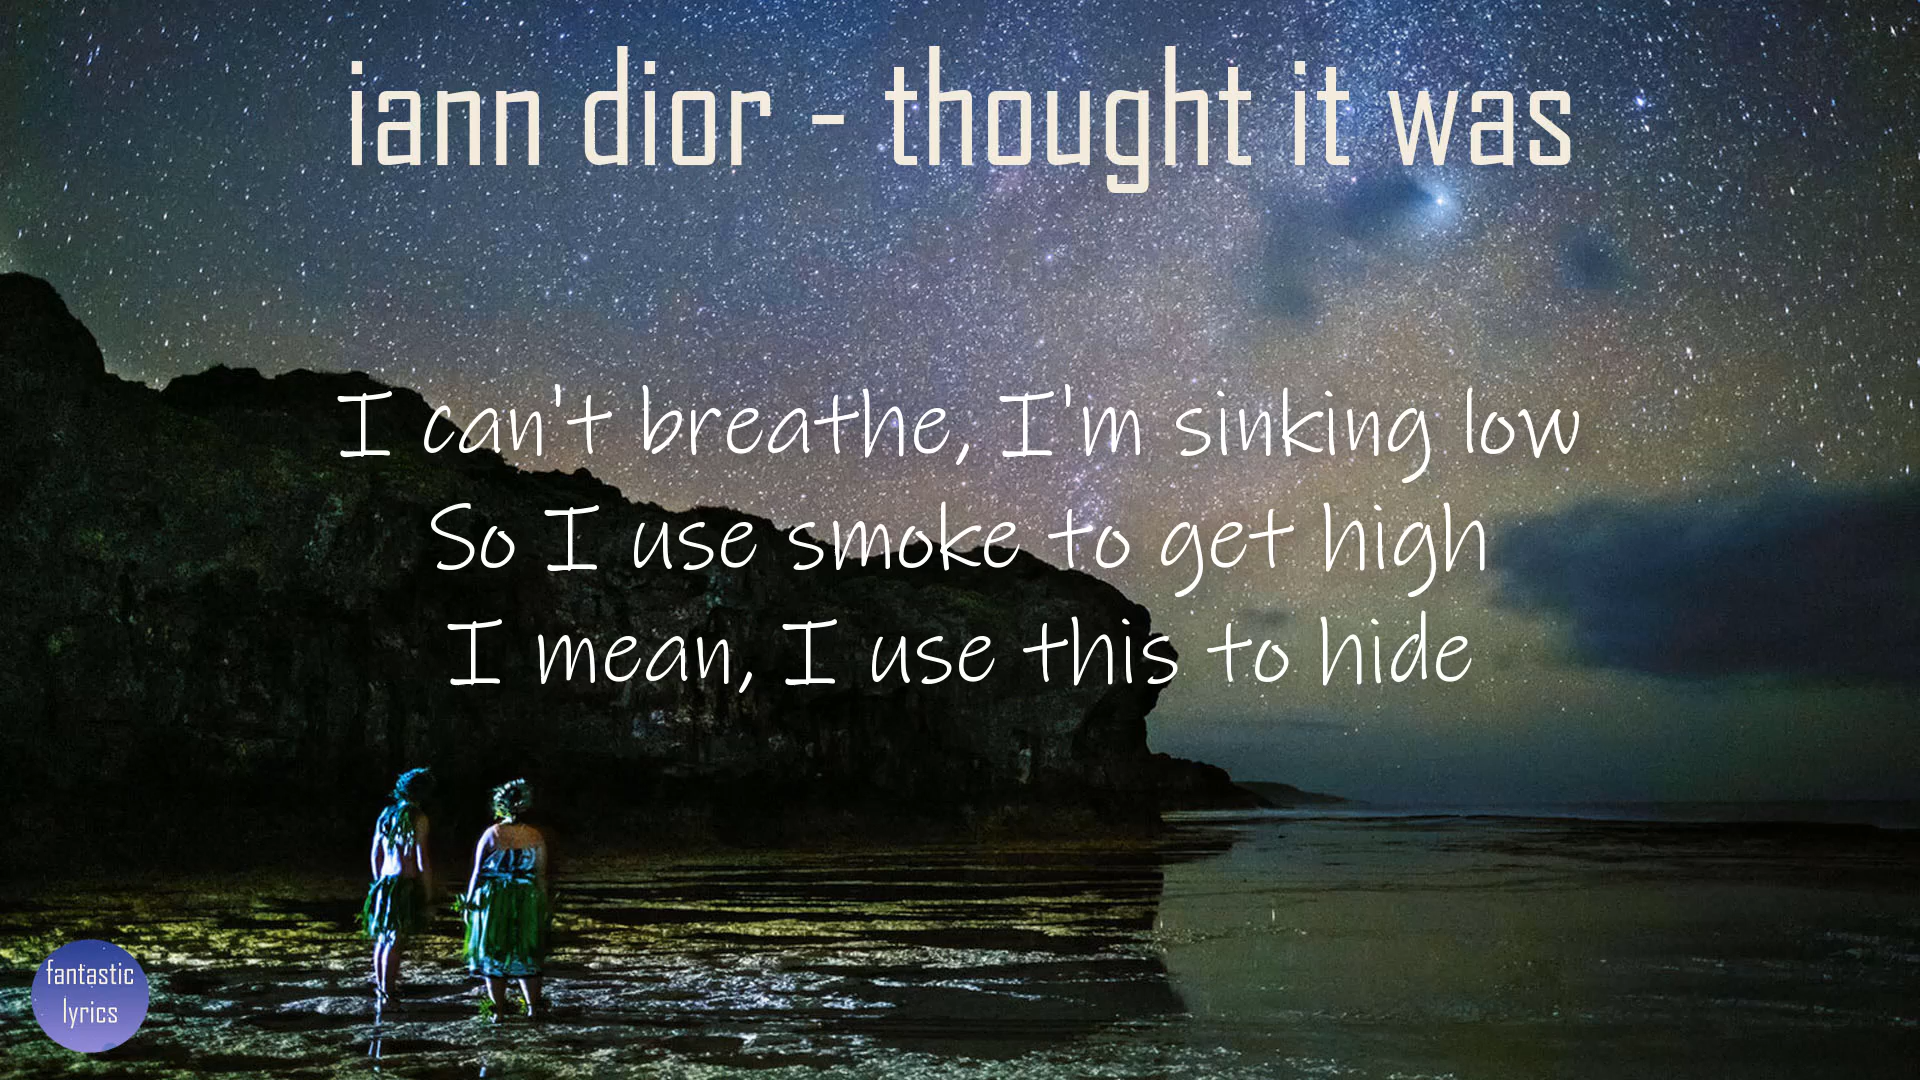 iann dior - thought it was
I can't breathe, I'm sinking low
So I use smoke to get high
I mean, I use this to hide
fantastic
lyrics